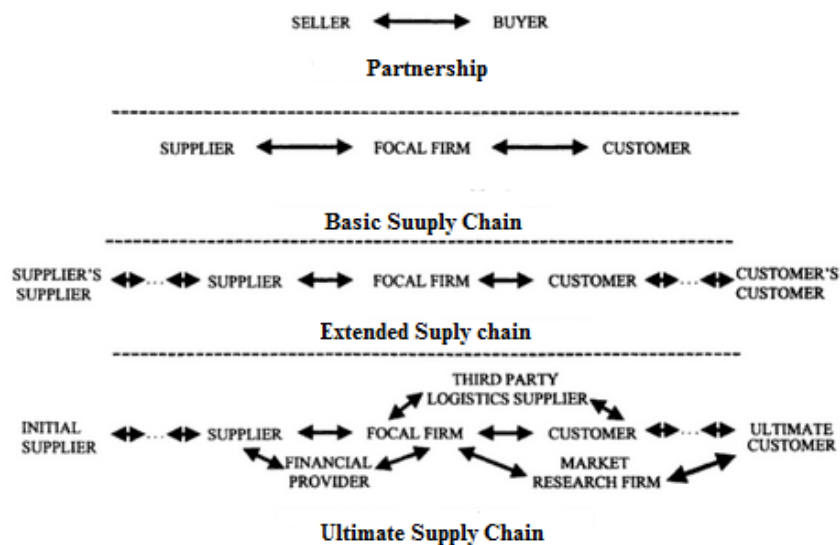 SELLER BUYER
Partnership
SUPPLIER FOCAL FIRM CUSTOMER
Basic Suuply Chain
SUPPLIER'S
SUPPLIER ... SUPPLIER FOCAL FIRM CUSTOMER ... CUSTOMER'S
CUSTOMER
Extended Suply chain
THIRD PARTY
LOGISTICS SUPPLIER
INITIAL
SUPPLIER ... SUPPLIER FOCAL FIRM CUSTOMER ... ULTIMATE
CUSTOMER
FINANCIAL
PROVIDER
MARKET
RESEARCH FIRM
Ultimate Supply Chain